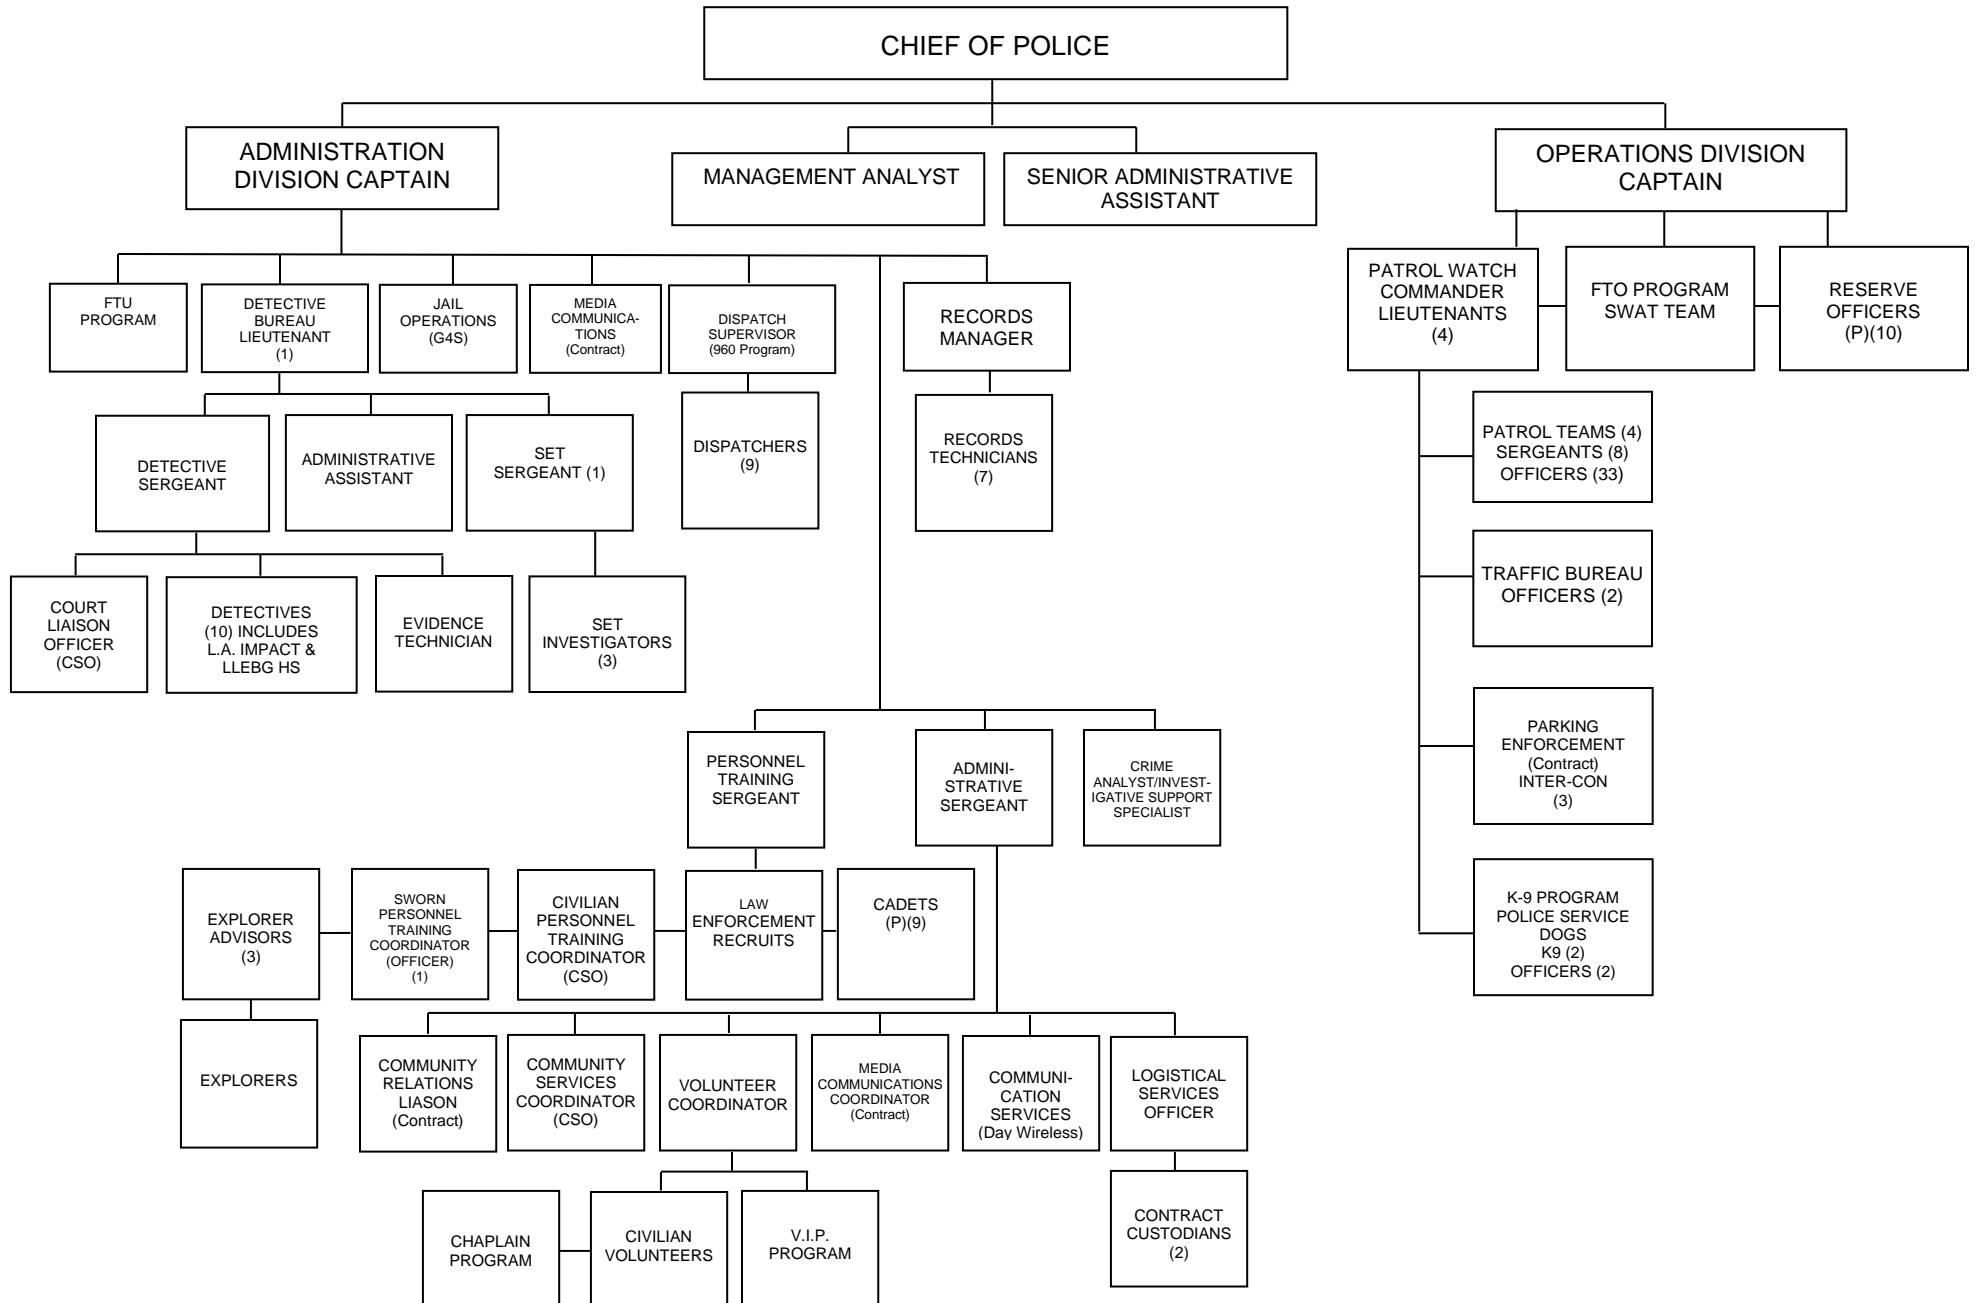 CHIEF OF POLICE
ADMINISTRATION
DIVISION CAPTAIN
MANAGEMENT ANALYST
SENIOR ADMINISTRATIVE
ASSISTANT
OPERATIONS DIVISION
CAPTAIN
FTU
PROGRAM
DETECTIVE
BUREAU
LIEUTENANT
(1)
JAIL
OPERATIONS
(G4S)
MEDIA
COMMUNICA-
TIONS
(Contract)
DISPATCH
SUPERVISOR
(960 Program)
RECORDS
MANAGER
PATROL WATCH
COMMANDER
LIEUTENANTS
(4)
FTO PROGRAM
SWAT TEAM
RESERVE
OFFICERS
(P)(10)
DETECTIVE
SERGEANT
ADMINISTRATIVE
ASSISTANT
SET
SERGEANT (1)
DISPATCHERS
(9)
RECORDS
TECHNICIANS
(7)
PATROL TEAMS (4)
SERGEANTS (8)
OFFICERS (33)
COURT
LIAISON
OFFICER
(CSO)
DETECTIVES
(10) INCLUDES
L.A. IMPACT &
LLEBG HS
EVIDENCE
TECHNICIAN
SET
INVESTIGATORS
(3)
TRAFFIC BUREAU
OFFICERS (2)
PARKING
ENFORCEMENT
(Contract)
INTER-CON
(3)
PERSONNEL
TRAINING
SERGEANT
ADMINI-
STRATIVE
SERGEANT
CRIME
ANALYST/INVEST-
IGATIVE SUPPORT
SPECIALIST
EXPLORER
ADVISORS
(3)
SWORN
PERSONNEL
TRAINING
COORDINATOR
(OFFICER)
(1)
CIVILIAN
PERSONNEL
TRAINING
COORDINATOR
(CSO)
LAW
ENFORCEMENT
RECRUITS
CADETS
(P)(9)
K-9 PROGRAM
POLICE SERVICE
DOGS
K9 (2)
OFFICERS (2)
EXPLORERS
COMMUNITY
RELATIONS
LIASON
(Contract)
COMMUNITY
SERVICES
COORDINATOR
(CSO)
VOLUNTEER
COORDINATOR
MEDIA
COMMUNICATIONS
COORDINATOR
(Contract)
COMMUNI-
CATION
SERVICES
(Day Wireless)
LOGISTICAL
SERVICES
OFFICER
CHAPLAIN
PROGRAM
CIVILIAN
VOLUNTEERS
V.I.P.
PROGRAM
CONTRACT
CUSTODIANS
(2)